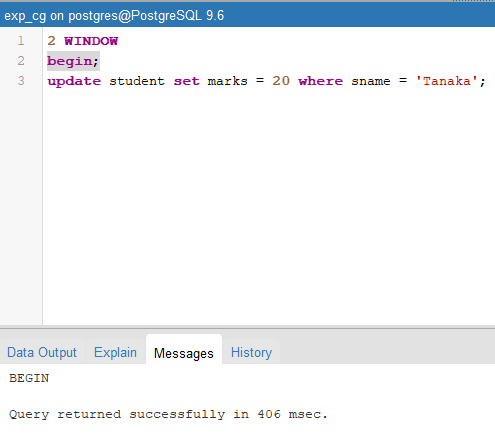 exp_cg on postgres@PostgreSQL 9.6
1 2 WINDOW
2 begin;
3 update student set marks = 20 where sname = 'Tanaka';
Data Output Explain Messages History
BEGIN
Query returned successfully in 406 msec.